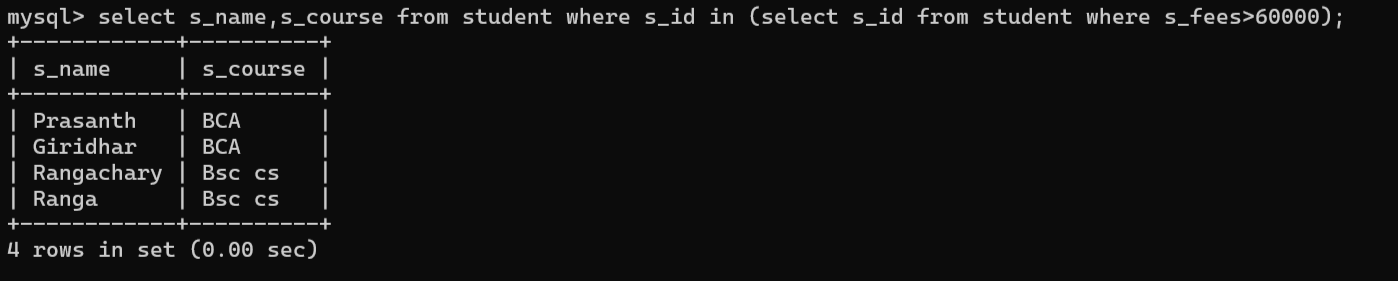 mysql> select s_name,s_course from student where s_id in (select s_id from student where s_fees>60000);
+------------+----------+
| s_name     | s_course |
+------------+----------+
| Prasanth   | BCA      |
| Giridhar   | BCA      |
| Rangachary | Bsc cs   |
| Ranga      | Bsc cs   |
+------------+----------+
4 rows in set (0.00 sec)